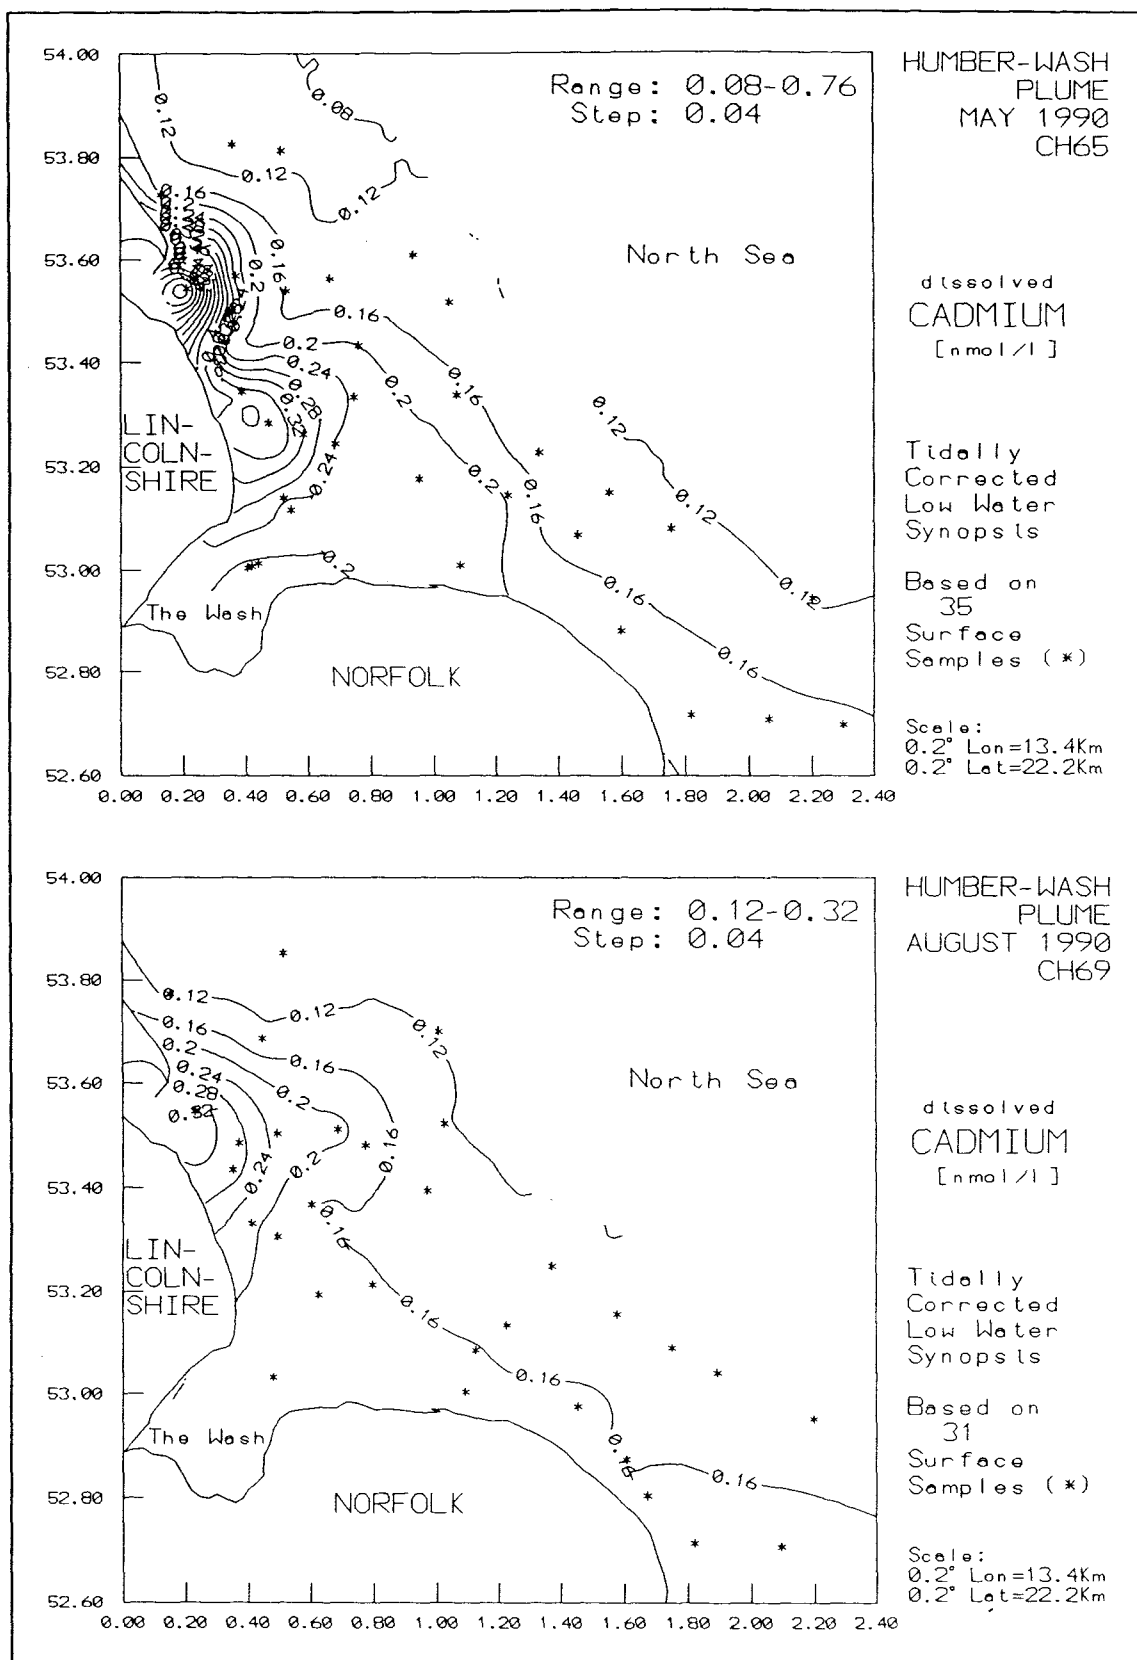 54.00
53.80
53.60
53.40
53.20
53.00
52.80
52.60
0.00 0.20 0.40 0.60 0.80 1.00 1.20 1.40 1.60 1.80 2.00 2.20 2.40
Range: 0.08-0.76
Step: 0.04
0.08
0.12
0.12
0.12
0.16
0.2
0.16
0.2
0.16
0.2
0.24
0.28
0.32
0.24
0.16
0.2
0.2
0.16
0.12
0.12
0.12
0.16
0.16
0.2
North Sea
LIN-
COLN-
SHIRE
The Wash
NORFOLK
HUMBER-WASH
PLUME
MAY 1990
CH65
dissolved
CADMIUM
[nmol/l]
Tidally
Corrected
Low Water
Synopsis
Based on
35
Surface
Samples (*)
Scale:
0.2° Lon=13.4Km
0.2° Lat=22.2Km
54.00
53.80
53.60
53.40
53.20
53.00
52.80
52.60
0.00 0.20 0.40 0.60 0.80 1.00 1.20 1.40 1.60 1.80 2.00 2.20 2.40
Range: 0.12-0.32
Step: 0.04
0.12
0.12
0.12
0.16
0.16
0.2
0.24
0.28
0.32
0.2
0.16
0.24
0.2
0.16
0.16
0.16
0.16
0.16
North Sea
LIN-
COLN-
SHIRE
The Wash
NORFOLK
HUMBER-WASH
PLUME
AUGUST 1990
CH69
dissolved
CADMIUM
[nmol/l]
Tidally
Corrected
Low Water
Synopsis
Based on
31
Surface
Samples (*)
Scale:
0.2° Lon=13.4Km
0.2° Lat=22.2Km